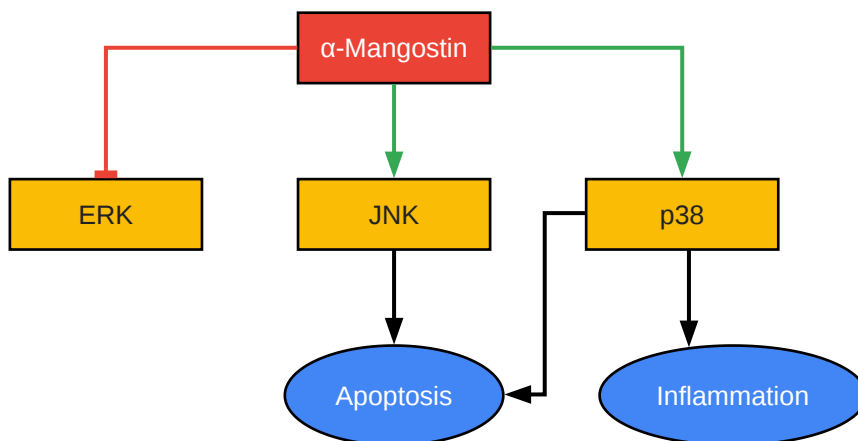 α-Mangostin
ERK
JNK
p38
Apoptosis
Inflammation